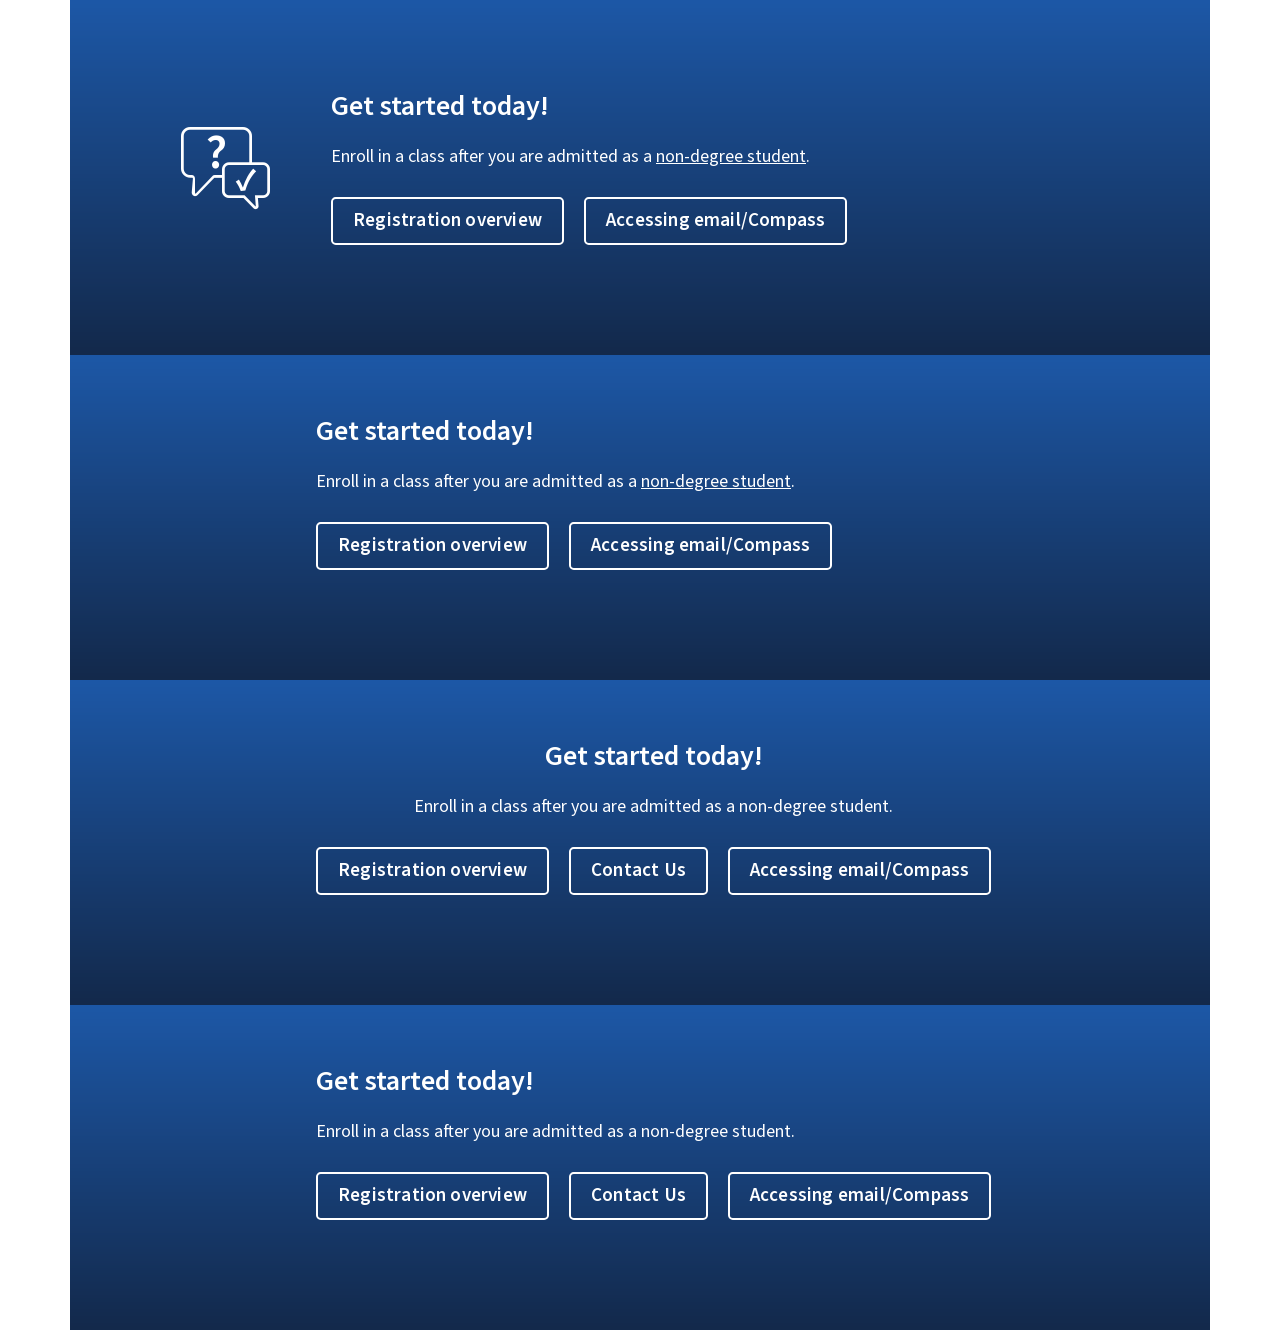 Get started today!
Enroll in a class after you are admitted as a non-degree student.
Registration overview
Accessing email/Compass
Get started today!
Enroll in a class after you are admitted as a non-degree student.
Registration overview
Accessing email/Compass
Get started today!
Enroll in a class after you are admitted as a non-degree student.
Registration overview
Contact Us
Accessing email/Compass
Get started today!
Enroll in a class after you are admitted as a non-degree student.
Registration overview
Contact Us
Accessing email/Compass